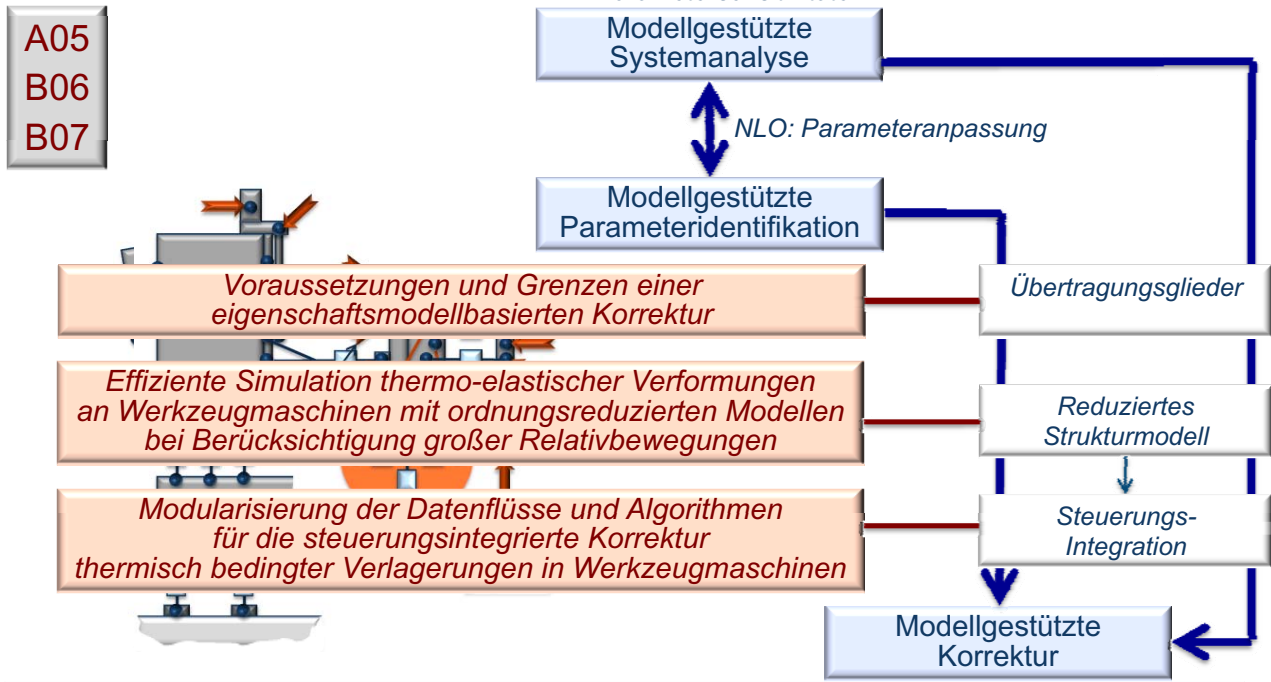 A05
B06
B07
Modellgestützte
Systemanalyse
NLO: Parameteranpassung
Modellgestützte
Parameteridentifikation
Voraussetzungen und Grenzen einer
eigenschaftsmodellbasierten Korrektur
Übertragungsglieder
Effiziente Simulation thermo-elastischer Verformungen
an Werkzeugmaschinen mit ordnungsreduzierten Modellen
bei Berücksichtigung großer Relativbewegungen
Reduziertes
Strukturmodell
Modularisierung der Datenflüsse und Algorithmen
für die steuerungsintegrierte Korrektur
thermisch bedingter Verlagerungen in Werkzeugmaschinen
Steuerungs-
Integration
Modellgestützte
Korrektur